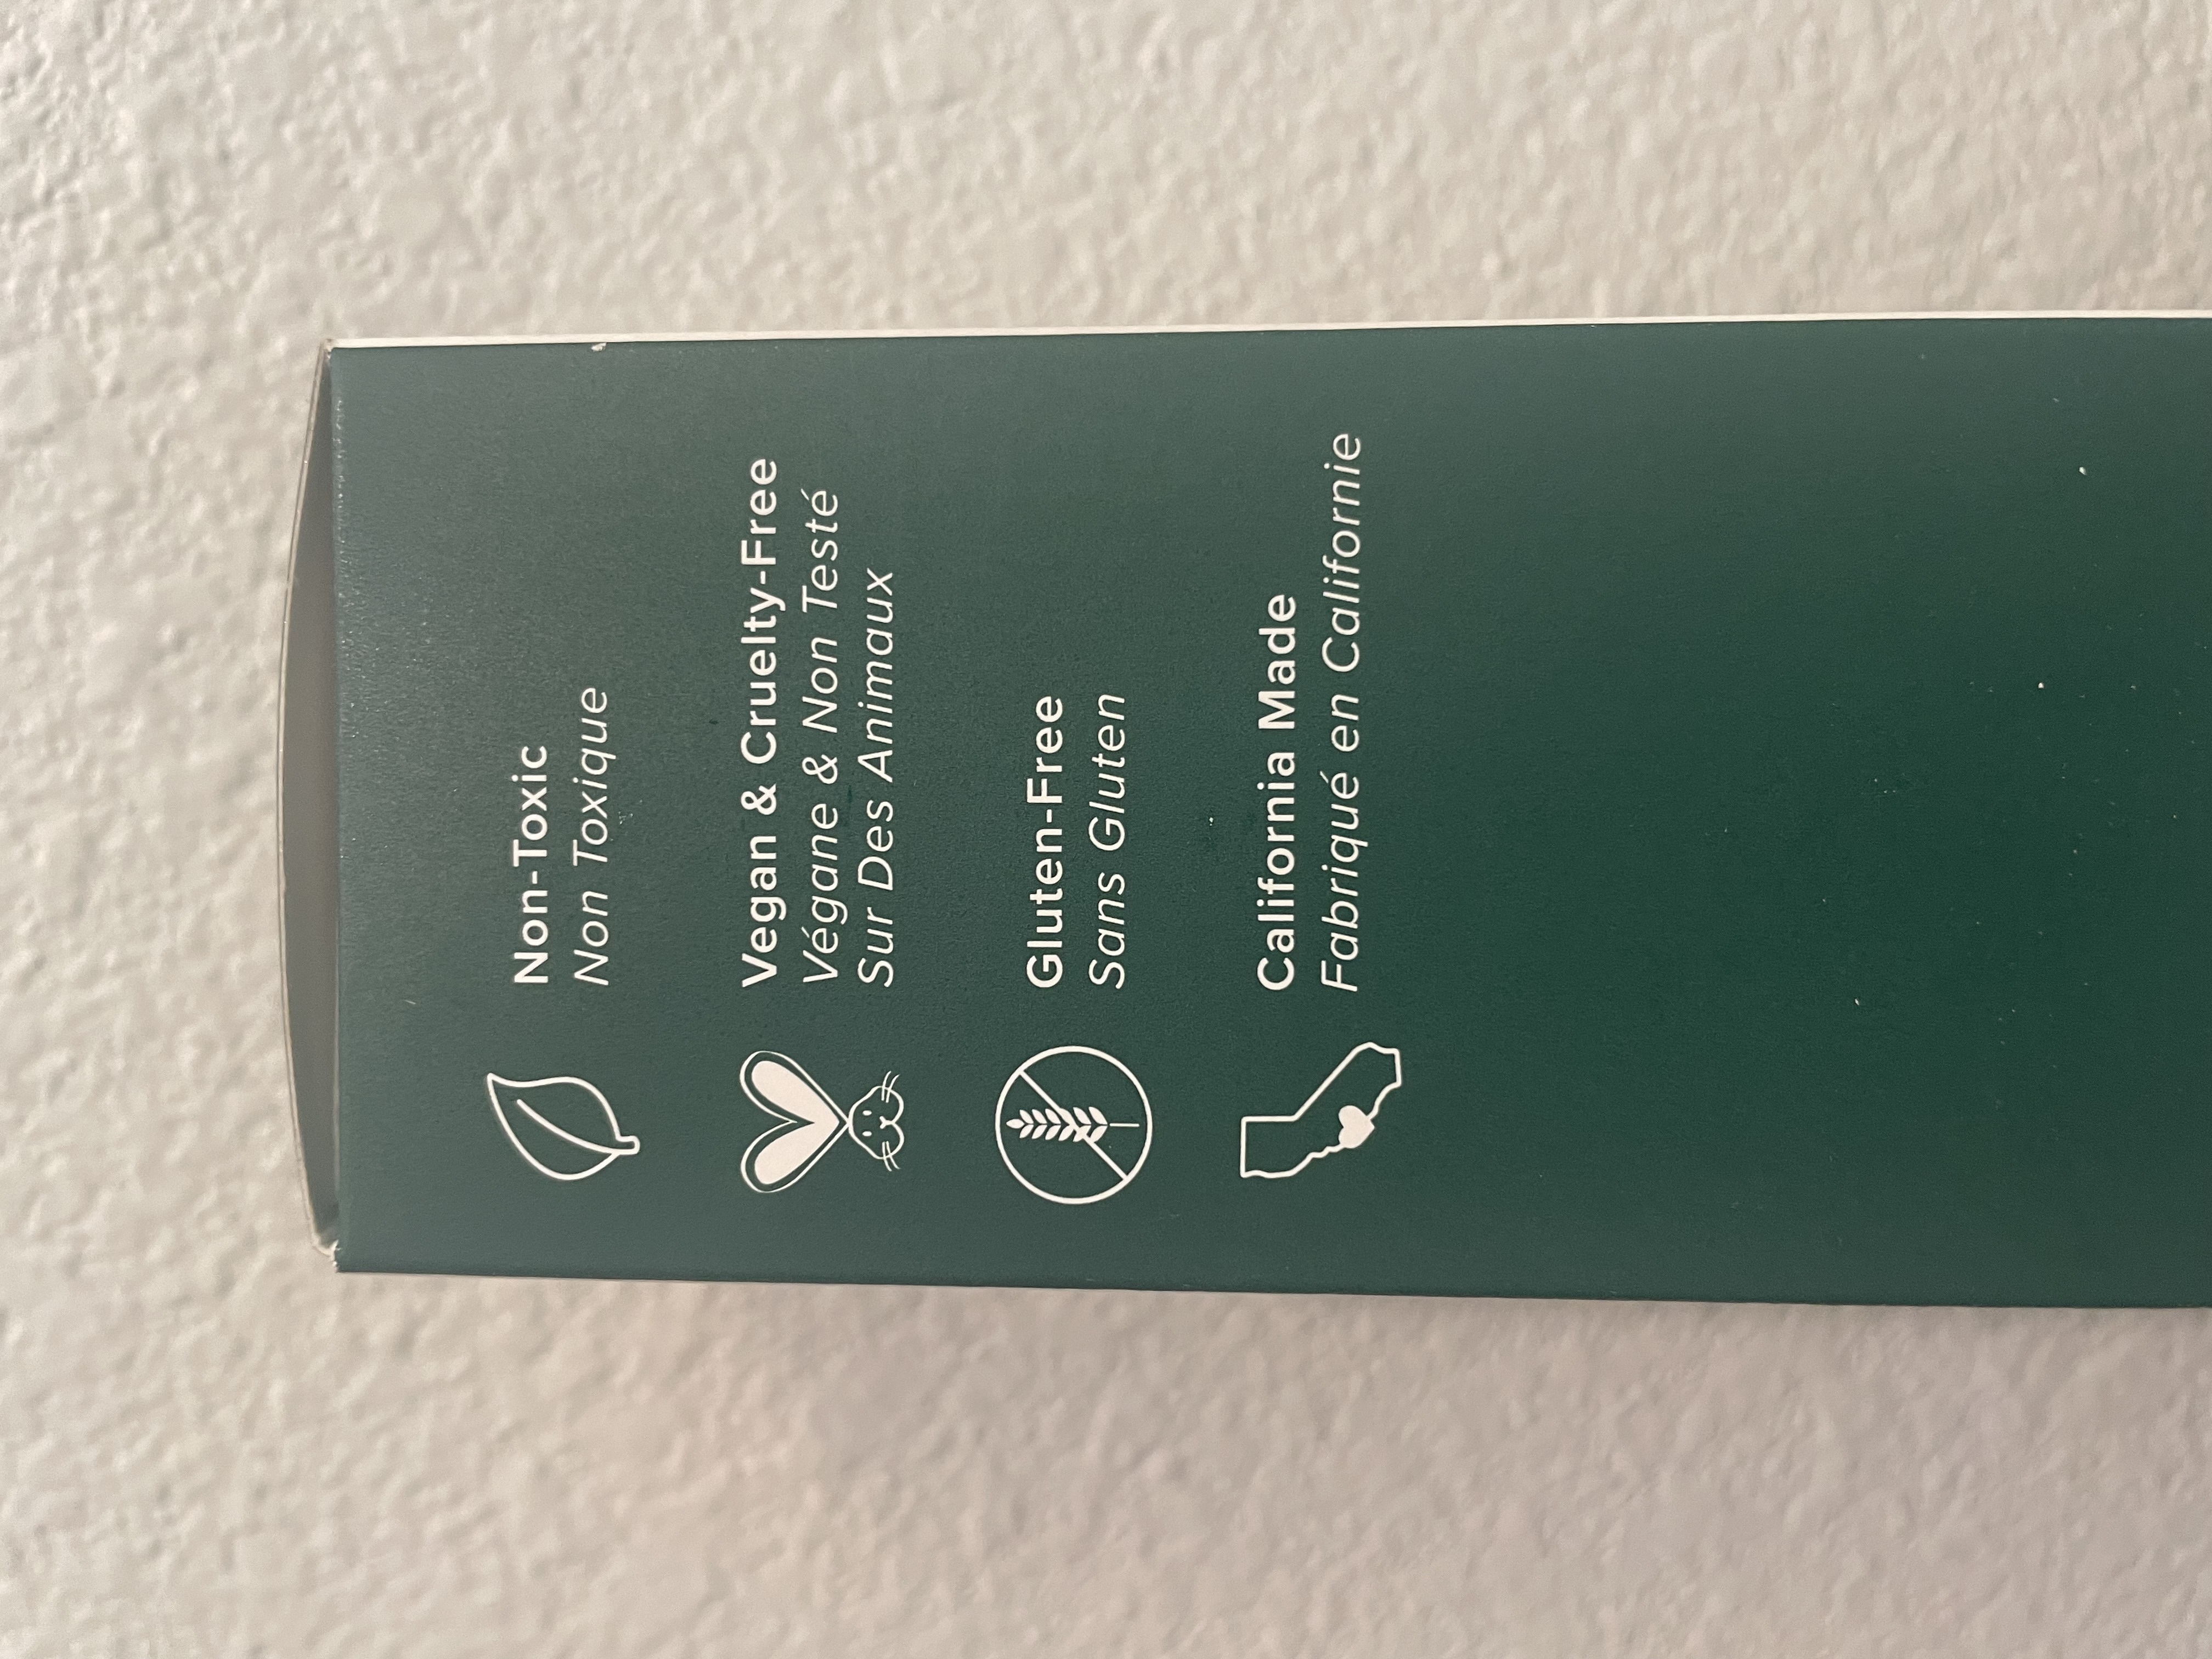 Non-Toxic
Non Toxique
Vegan & Cruelty-Free
Végane & Non Testé
Sur Des Animaux
Gluten-Free
Sans Gluten
California Made
Fabriqué en Californie